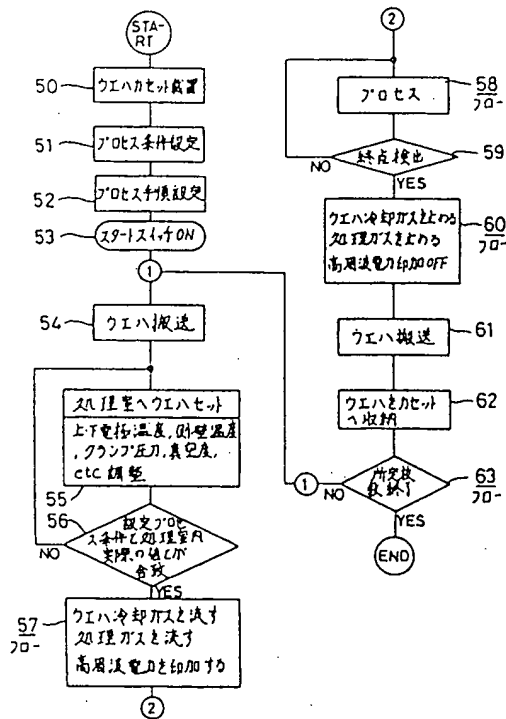 STA-
RT
50
ウエハカセット載置
51
プロセス条件設定
52
プロセス手順設定
53
スタートスイッチON
1
54
ウエハ搬送
処理室へウエハセット
上下電極温度,側壁温度
,クランプ圧力,真空度,
etc 調整
55
56
設定プロセ
ス条件と処理室内
実際の値とが
合致
NO
YES
57
フロー
ウエハ冷却ガスを流す
処理ガスを流す
高周波電力を印加する
2
2
58
フロー
プロセス
59
終点検出
NO
YES
60
フロー
ウエハ冷却ガスを止める
処理ガスを止める
高周波電力印加OFF
61
ウエハ搬送
62
ウエハをカセット
へ収納
63
フロー
所定枚
数終了
1
NO
YES
END